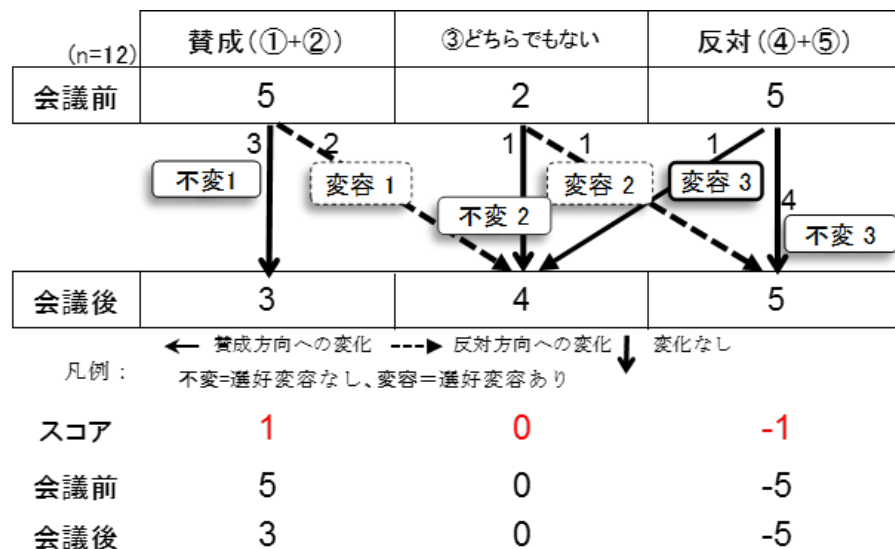 (n=12) 賛成(①+②) ③どちらでもない 反対(④+⑤)
会議前 5 2 5
3 2 1 1 1
不変1 変容 1 変容 2 変容 3
4
不変 2 不変 3
会議後 3 4 5
賛成方向への変化 反対方向への変化 変化なし
凡例：
不変=選好変容なし、変容＝選好変容あり
スコア 1 0 -1
会議前 5 0 -5
会議後 3 0 -5